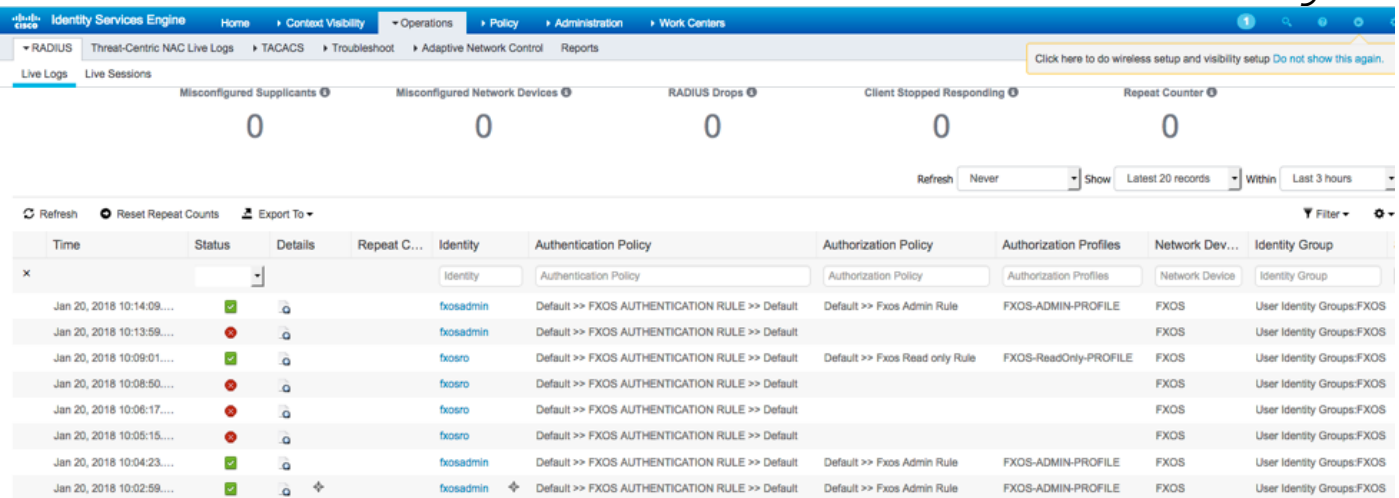 cisco Identity Services Engine Home Context Visibility Operations Policy Administration Work Centers 1
RADIUS Threat-Centric NAC Live Logs TACACS Troubleshoot Adaptive Network Control Reports
Click here to do wireless setup and visibility setup Do not show this again.
Live Logs Live Sessions
Misconfigured Supplicants Misconfigured Network Devices RADIUS Drops Client Stopped Responding Repeat Counter
0 0 0 0 0
Refresh Never Show Latest 20 records Within Last 3 hours
Refresh Reset Repeat Counts Export To Filter
Time Status Details Repeat C... Identity Authentication Policy Authorization Policy Authorization Profiles Network Dev... Identity Group
Identity Authentication Policy Authorization Policy Authorization Profiles Network Device Identity Group
Jan 20, 2018 10:14:09.... fxosadmin Default >> FXOS AUTHENTICATION RULE >> Default Default >> Fxos Admin Rule FXOS-ADMIN-PROFILE FXOS User Identity Groups:FXOS
Jan 20, 2018 10:13:59.... fxosadmin Default >> FXOS AUTHENTICATION RULE >> Default FXOS User Identity Groups:FXOS
Jan 20, 2018 10:09:01.... fxosro Default >> FXOS AUTHENTICATION RULE >> Default Default >> Fxos Read only Rule FXOS-ReadOnly-PROFILE FXOS User Identity Groups:FXOS
Jan 20, 2018 10:08:50.... fxosro Default >> FXOS AUTHENTICATION RULE >> Default FXOS User Identity Groups:FXOS
Jan 20, 2018 10:06:17.... fxosro Default >> FXOS AUTHENTICATION RULE >> Default FXOS User Identity Groups:FXOS
Jan 20, 2018 10:05:15.... fxosro Default >> FXOS AUTHENTICATION RULE >> Default FXOS User Identity Groups:FXOS
Jan 20, 2018 10:04:23.... fxosadmin Default >> FXOS AUTHENTICATION RULE >> Default Default >> Fxos Admin Rule FXOS-ADMIN-PROFILE FXOS User Identity Groups:FXOS
Jan 20, 2018 10:02:59.... fxosadmin Default >> FXOS AUTHENTICATION RULE >> Default Default >> Fxos Admin Rule FXOS-ADMIN-PROFILE FXOS User Identity Groups:FXOS